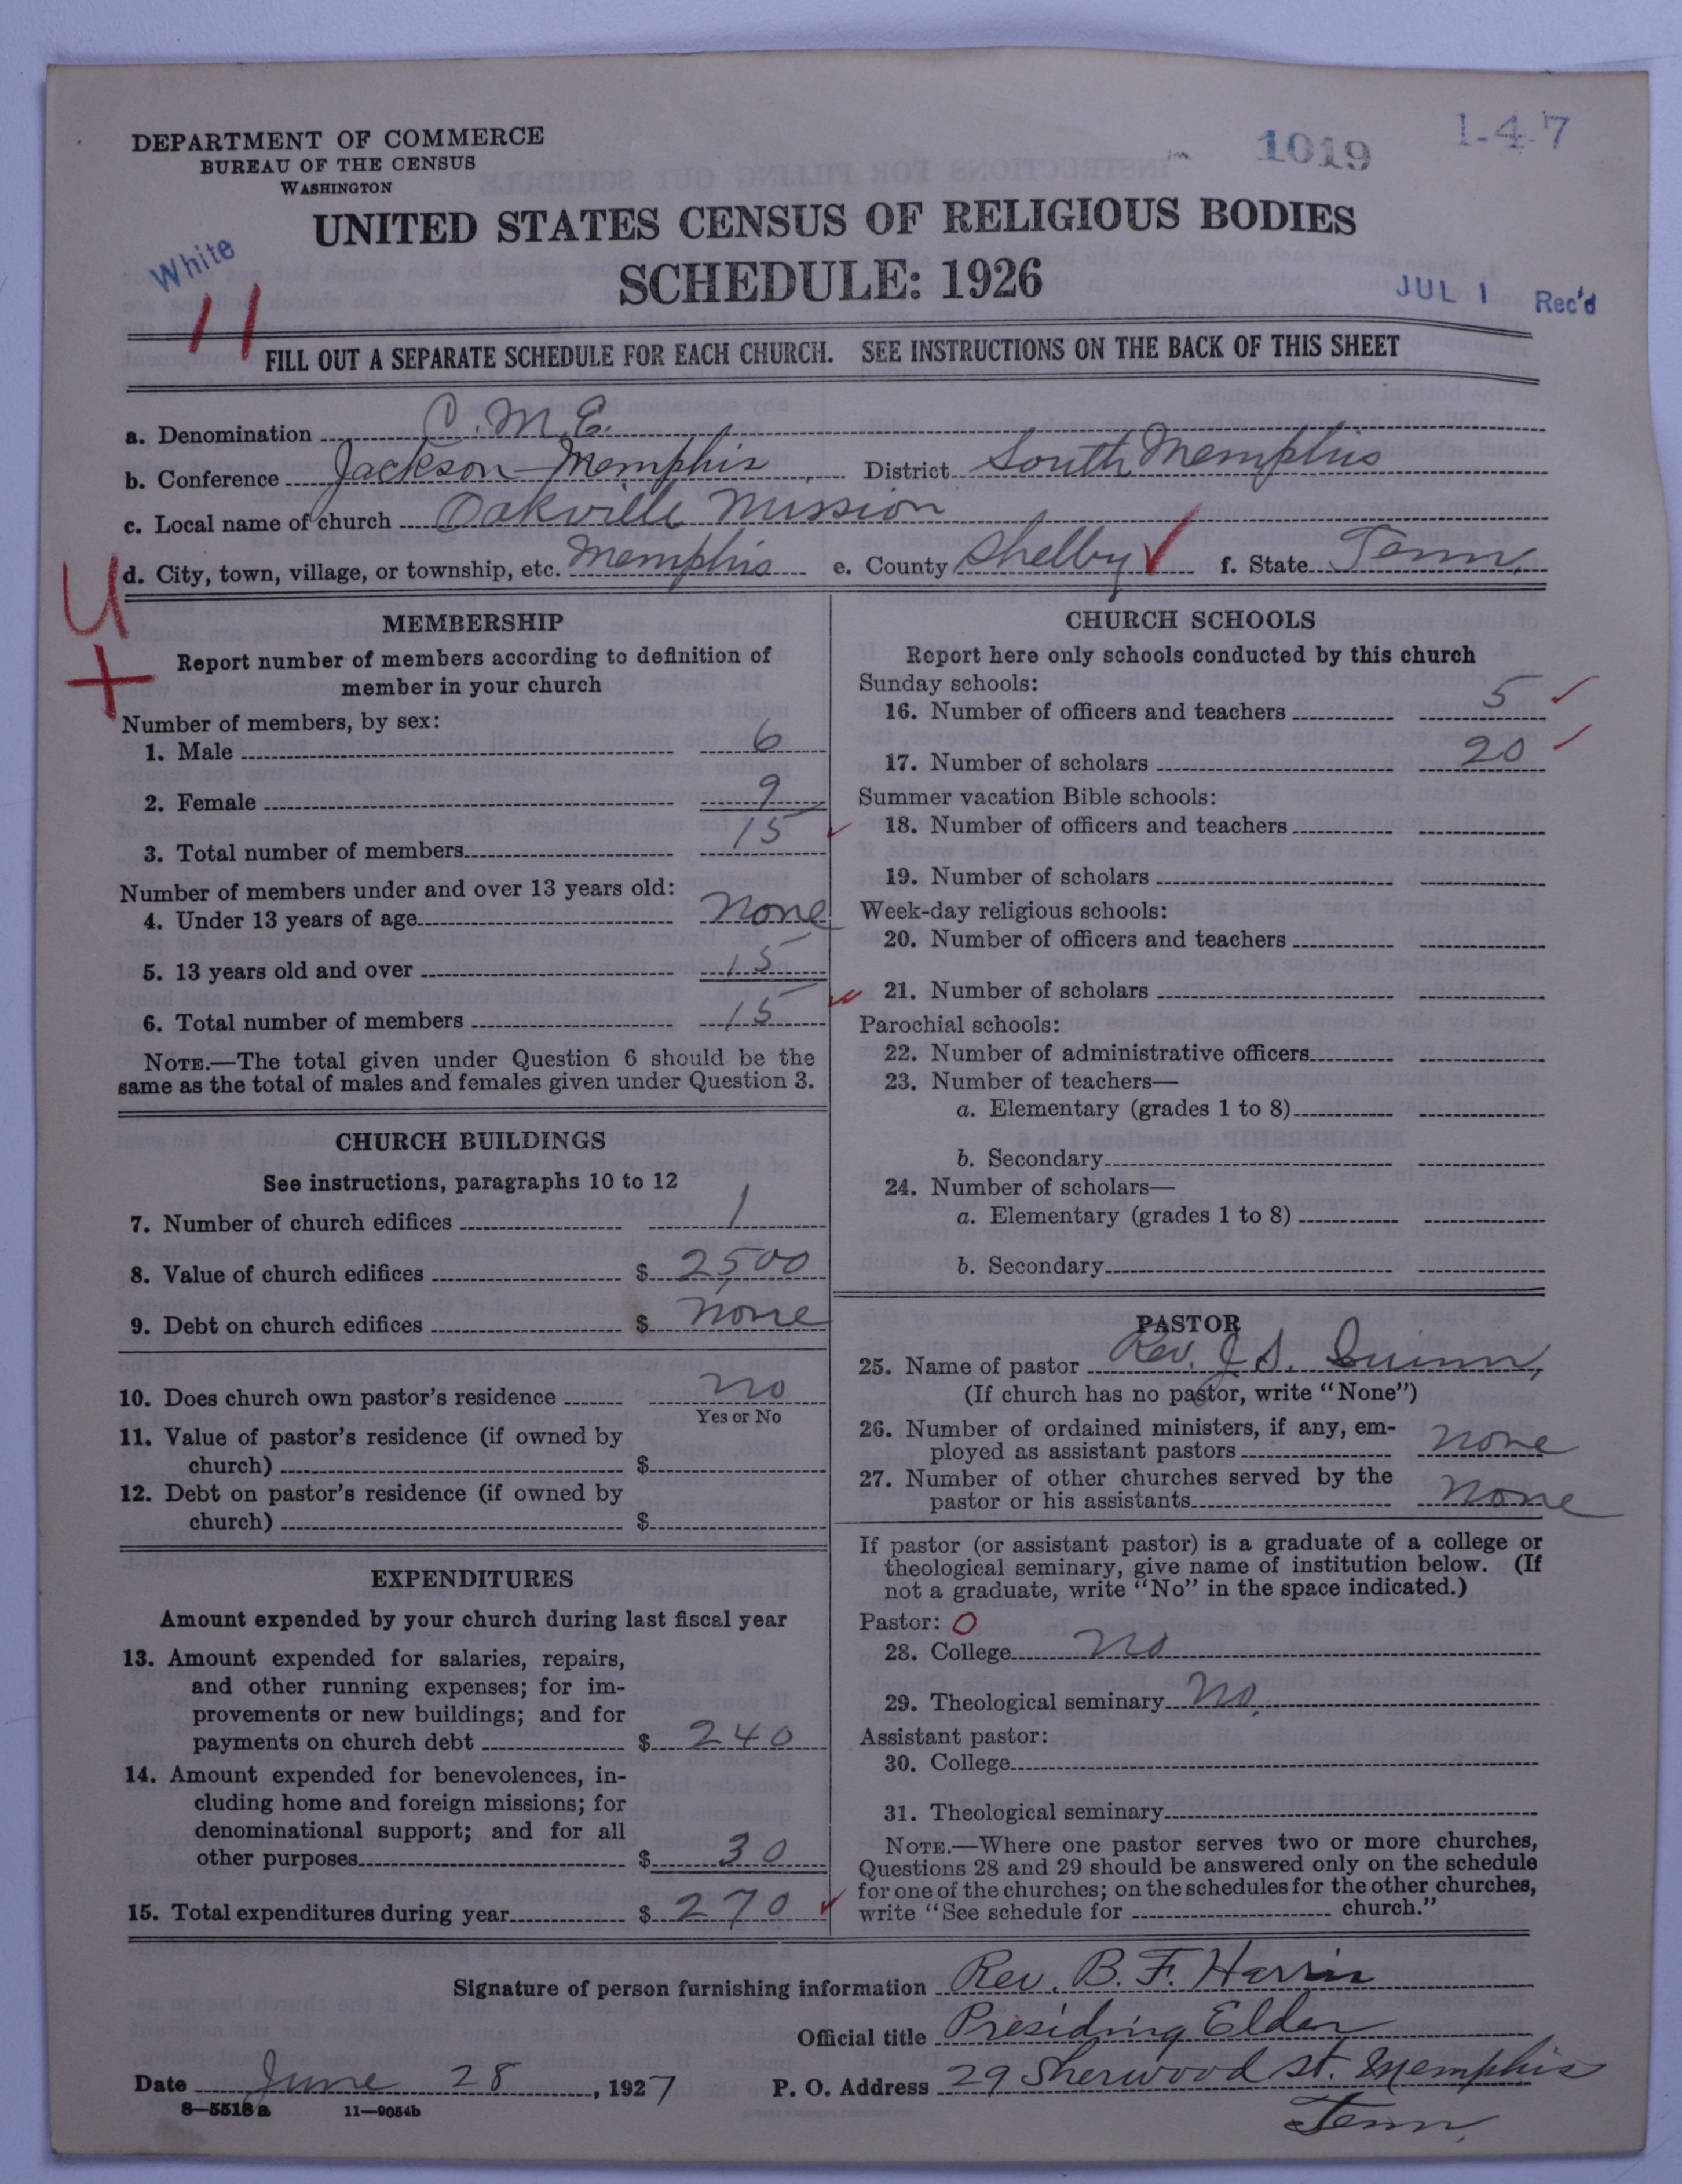 DEPARTMENT OF COMMERCE
BUREAU OF THE CENSUS
WASHINGTON
1019
1-4-7
UNITED STATES CENSUS OF RELIGIOUS BODIES
SCHEDULE: 1926
White
11
JUL 1 Rec'd
FILL OUT A SEPARATE SCHEDULE FOR EACH CHURCH. SEE INSTRUCTIONS ON THE BACK OF THIS SHEET
a. Denomination C.M.E.
b. Conference Jackson-Memphis, District South Memphis
c. Local name of church Oakville Mission
d. City, town, village, or township, etc. Memphis e. County Shelby ✓ f. State Tenn,
MEMBERSHIP
Report number of members according to definition of
member in your church
Number of members, by sex:
1. Male 6
2. Female 9
3. Total number of members 15
Number of members under and over 13 years old:
4. Under 13 years of age none
5. 13 years old and over 15
6. Total number of members 15
NOTE.—The total given under Question 6 should be the
same as the total of males and females given under Question 3.
CHURCH BUILDINGS
See instructions, paragraphs 10 to 12
7. Number of church edifices 1
8. Value of church edifices $ 2,500
9. Debt on church edifices $ none
10. Does church own pastor's residence no
Yes or No
11. Value of pastor's residence (if owned by
church) $
12. Debt on pastor's residence (if owned by
church) $
EXPENDITURES
Amount expended by your church during last fiscal year
13. Amount expended for salaries, repairs,
and other running expenses; for im-
provements or new buildings; and for
payments on church debt $ 240
14. Amount expended for benevolences, in-
cluding home and foreign missions; for
denominational support; and for all
other purposes $ 30
15. Total expenditures during year $ 270
CHURCH SCHOOLS
Report here only schools conducted by this church
Sunday schools:
16. Number of officers and teachers 5
17. Number of scholars 20
Summer vacation Bible schools:
18. Number of officers and teachers
19. Number of scholars
Week-day religious schools:
20. Number of officers and teachers
21. Number of scholars
Parochial schools:
22. Number of administrative officers
23. Number of teachers—
a. Elementary (grades 1 to 8)
b. Secondary
24. Number of scholars—
a. Elementary (grades 1 to 8)
b. Secondary
PASTOR
25. Name of pastor Rev. J. S. Guinn,
(If church has no pastor, write "None")
26. Number of ordained ministers, if any, em-
ployed as assistant pastors none
27. Number of other churches served by the
pastor or his assistants none
If pastor (or assistant pastor) is a graduate of a college or
theological seminary, give name of institution below. (If
not a graduate, write "No" in the space indicated.)
Pastor: 0
28. College no
29. Theological seminary no.
Assistant pastor:
30. College
31. Theological seminary
NOTE.—Where one pastor serves two or more churches,
Questions 28 and 29 should be answered only on the schedule
for one of the churches; on the schedules for the other churches,
write "See schedule for church."
Signature of person furnishing information Rev. B. F. Harris
Official title Presiding Elder
Date June 28, 1927 P. O. Address 29 Sherwood St. Memphis
Tenn.
8—5518a 11—9054b